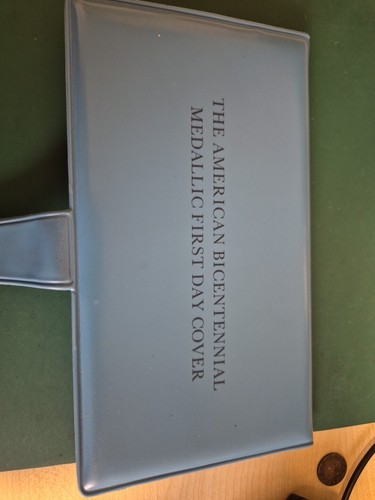 THE AMERICAN BICENTENNIAL
MEDALLIC FIRST DAY COVER